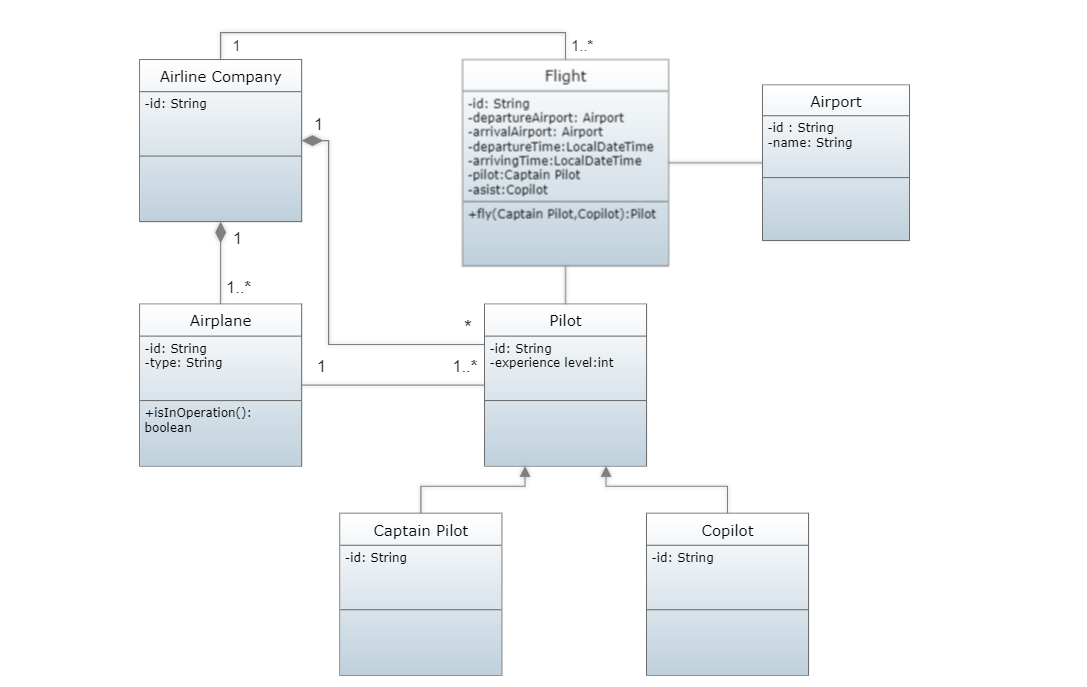 1
1..*
Airline Company
-id: String
1
1
1..*
Flight
-id: String
-departureAirport: Airport
-arrivalAirport: Airport
-departureTime:LocalDateTime
-arrivingTime:LocalDateTime
-pilot:Captain Pilot
-asist:Copilot
+fly(Captain Pilot,Copilot):Pilot
Airport
-id : String
-name: String
Airplane
-id: String
-type: String
+isInOperation():
boolean
*
1
1..*
Pilot
-id: String
-experience level:int
Captain Pilot
-id: String
Copilot
-id: String